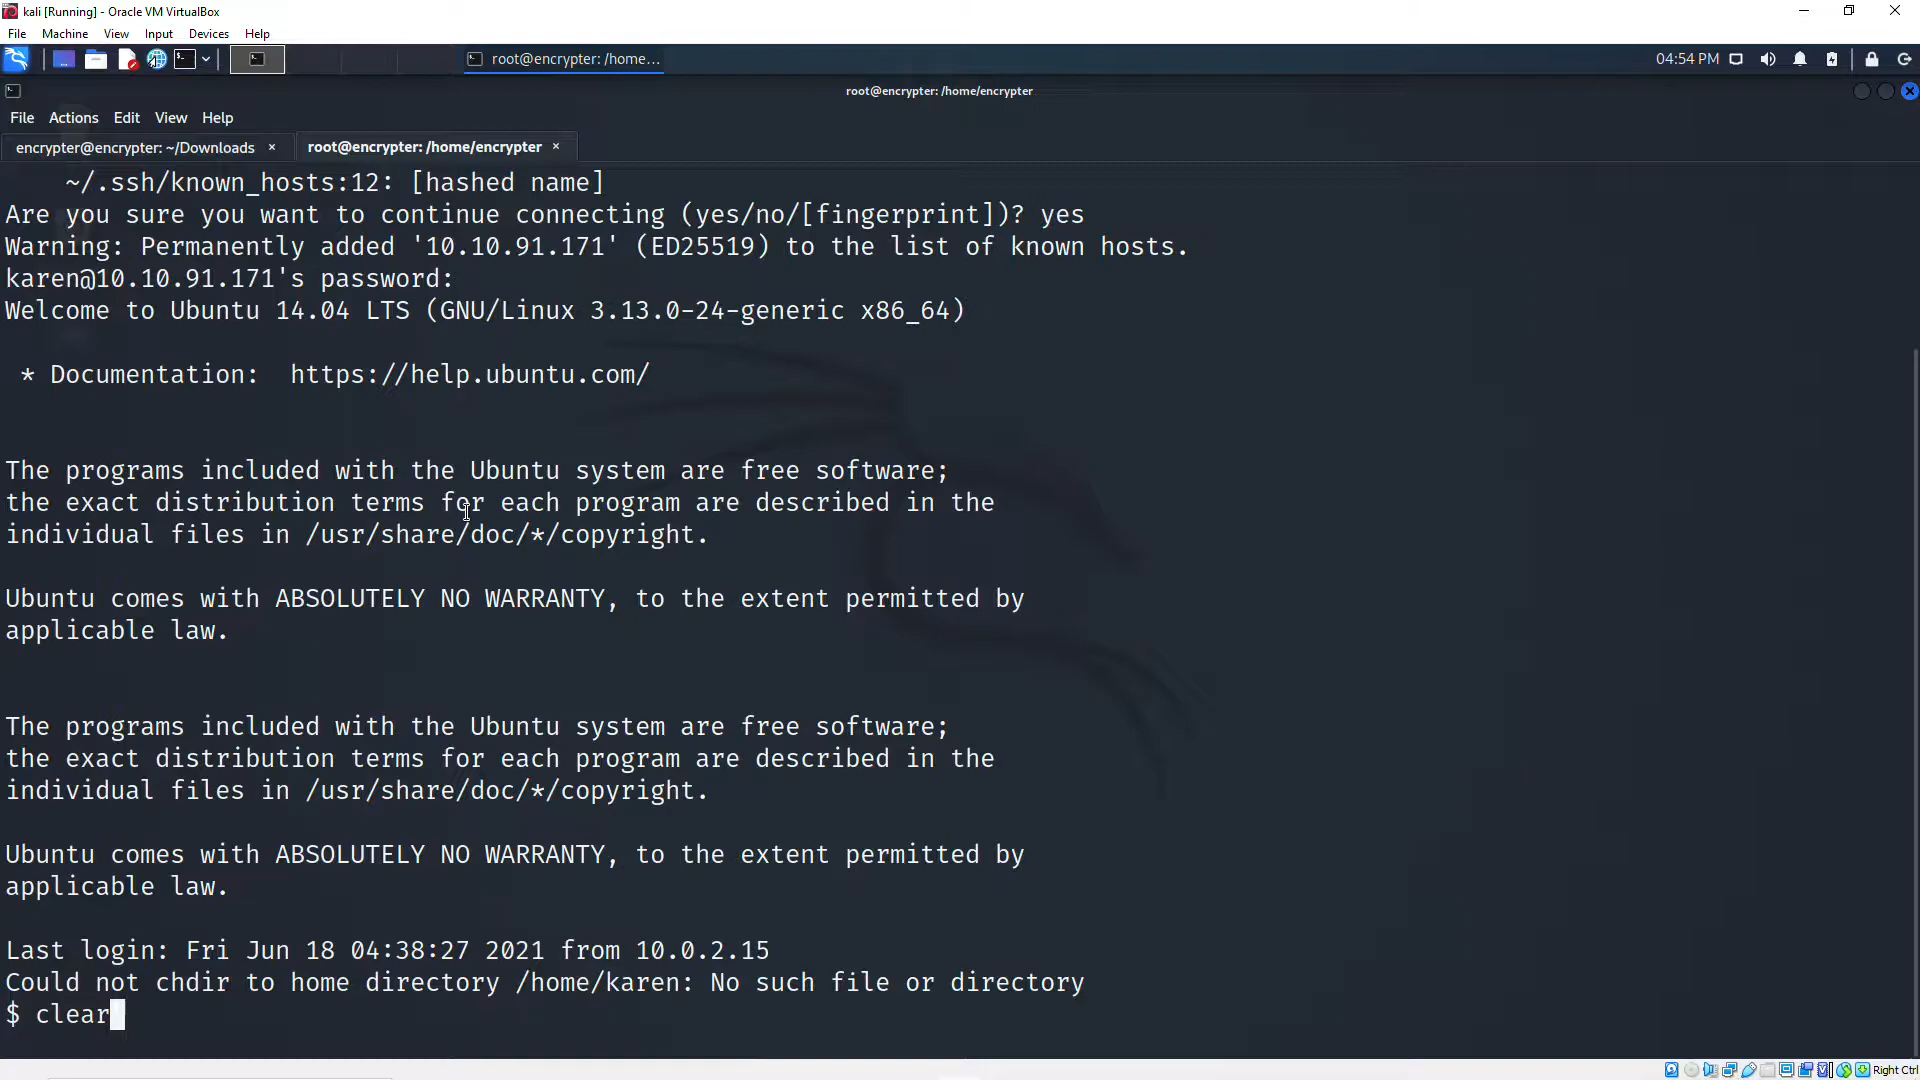 kali [Running] - Oracle VM VirtualBox
File Machine View Input Devices Help
root@encrypter: /home...
04:54 PM
root@encrypter: /home/encrypter
File Actions Edit View Help
encrypter@encrypter: ~/Downloads × root@encrypter: /home/encrypter ×
~/.ssh/known_hosts:12: [hashed name]
Are you sure you want to continue connecting (yes/no/[fingerprint])? yes
Warning: Permanently added '10.10.91.171' (ED25519) to the list of known hosts.
karen@10.10.91.171's password:
Welcome to Ubuntu 14.04 LTS (GNU/Linux 3.13.0-24-generic x86_64)
* Documentation: https://help.ubuntu.com/
The programs included with the Ubuntu system are free software;
the exact distribution terms for each program are described in the
individual files in /usr/share/doc/*/copyright.
Ubuntu comes with ABSOLUTELY NO WARRANTY, to the extent permitted by
applicable law.
The programs included with the Ubuntu system are free software;
the exact distribution terms for each program are described in the
individual files in /usr/share/doc/*/copyright.
Ubuntu comes with ABSOLUTELY NO WARRANTY, to the extent permitted by
applicable law.
Last login: Fri Jun 18 04:38:27 2021 from 10.0.2.15
Could not chdir to home directory /home/karen: No such file or directory
$ clear
Right Ctrl